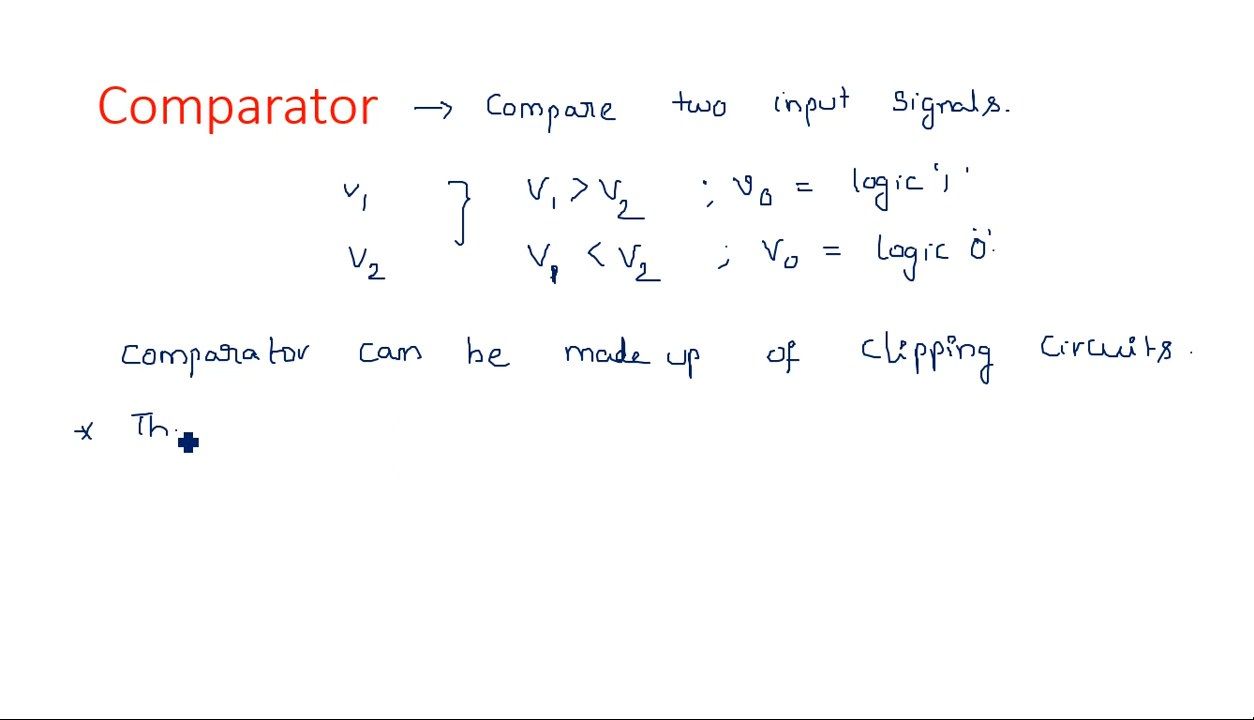 Comparator → Compare two input signals.
V1 } V1 > V2 ; v0 = logic '1'
V2 V1 < V2 ; V0 = logic '0'.
Comparator can be made up of clipping circuits.
* Th